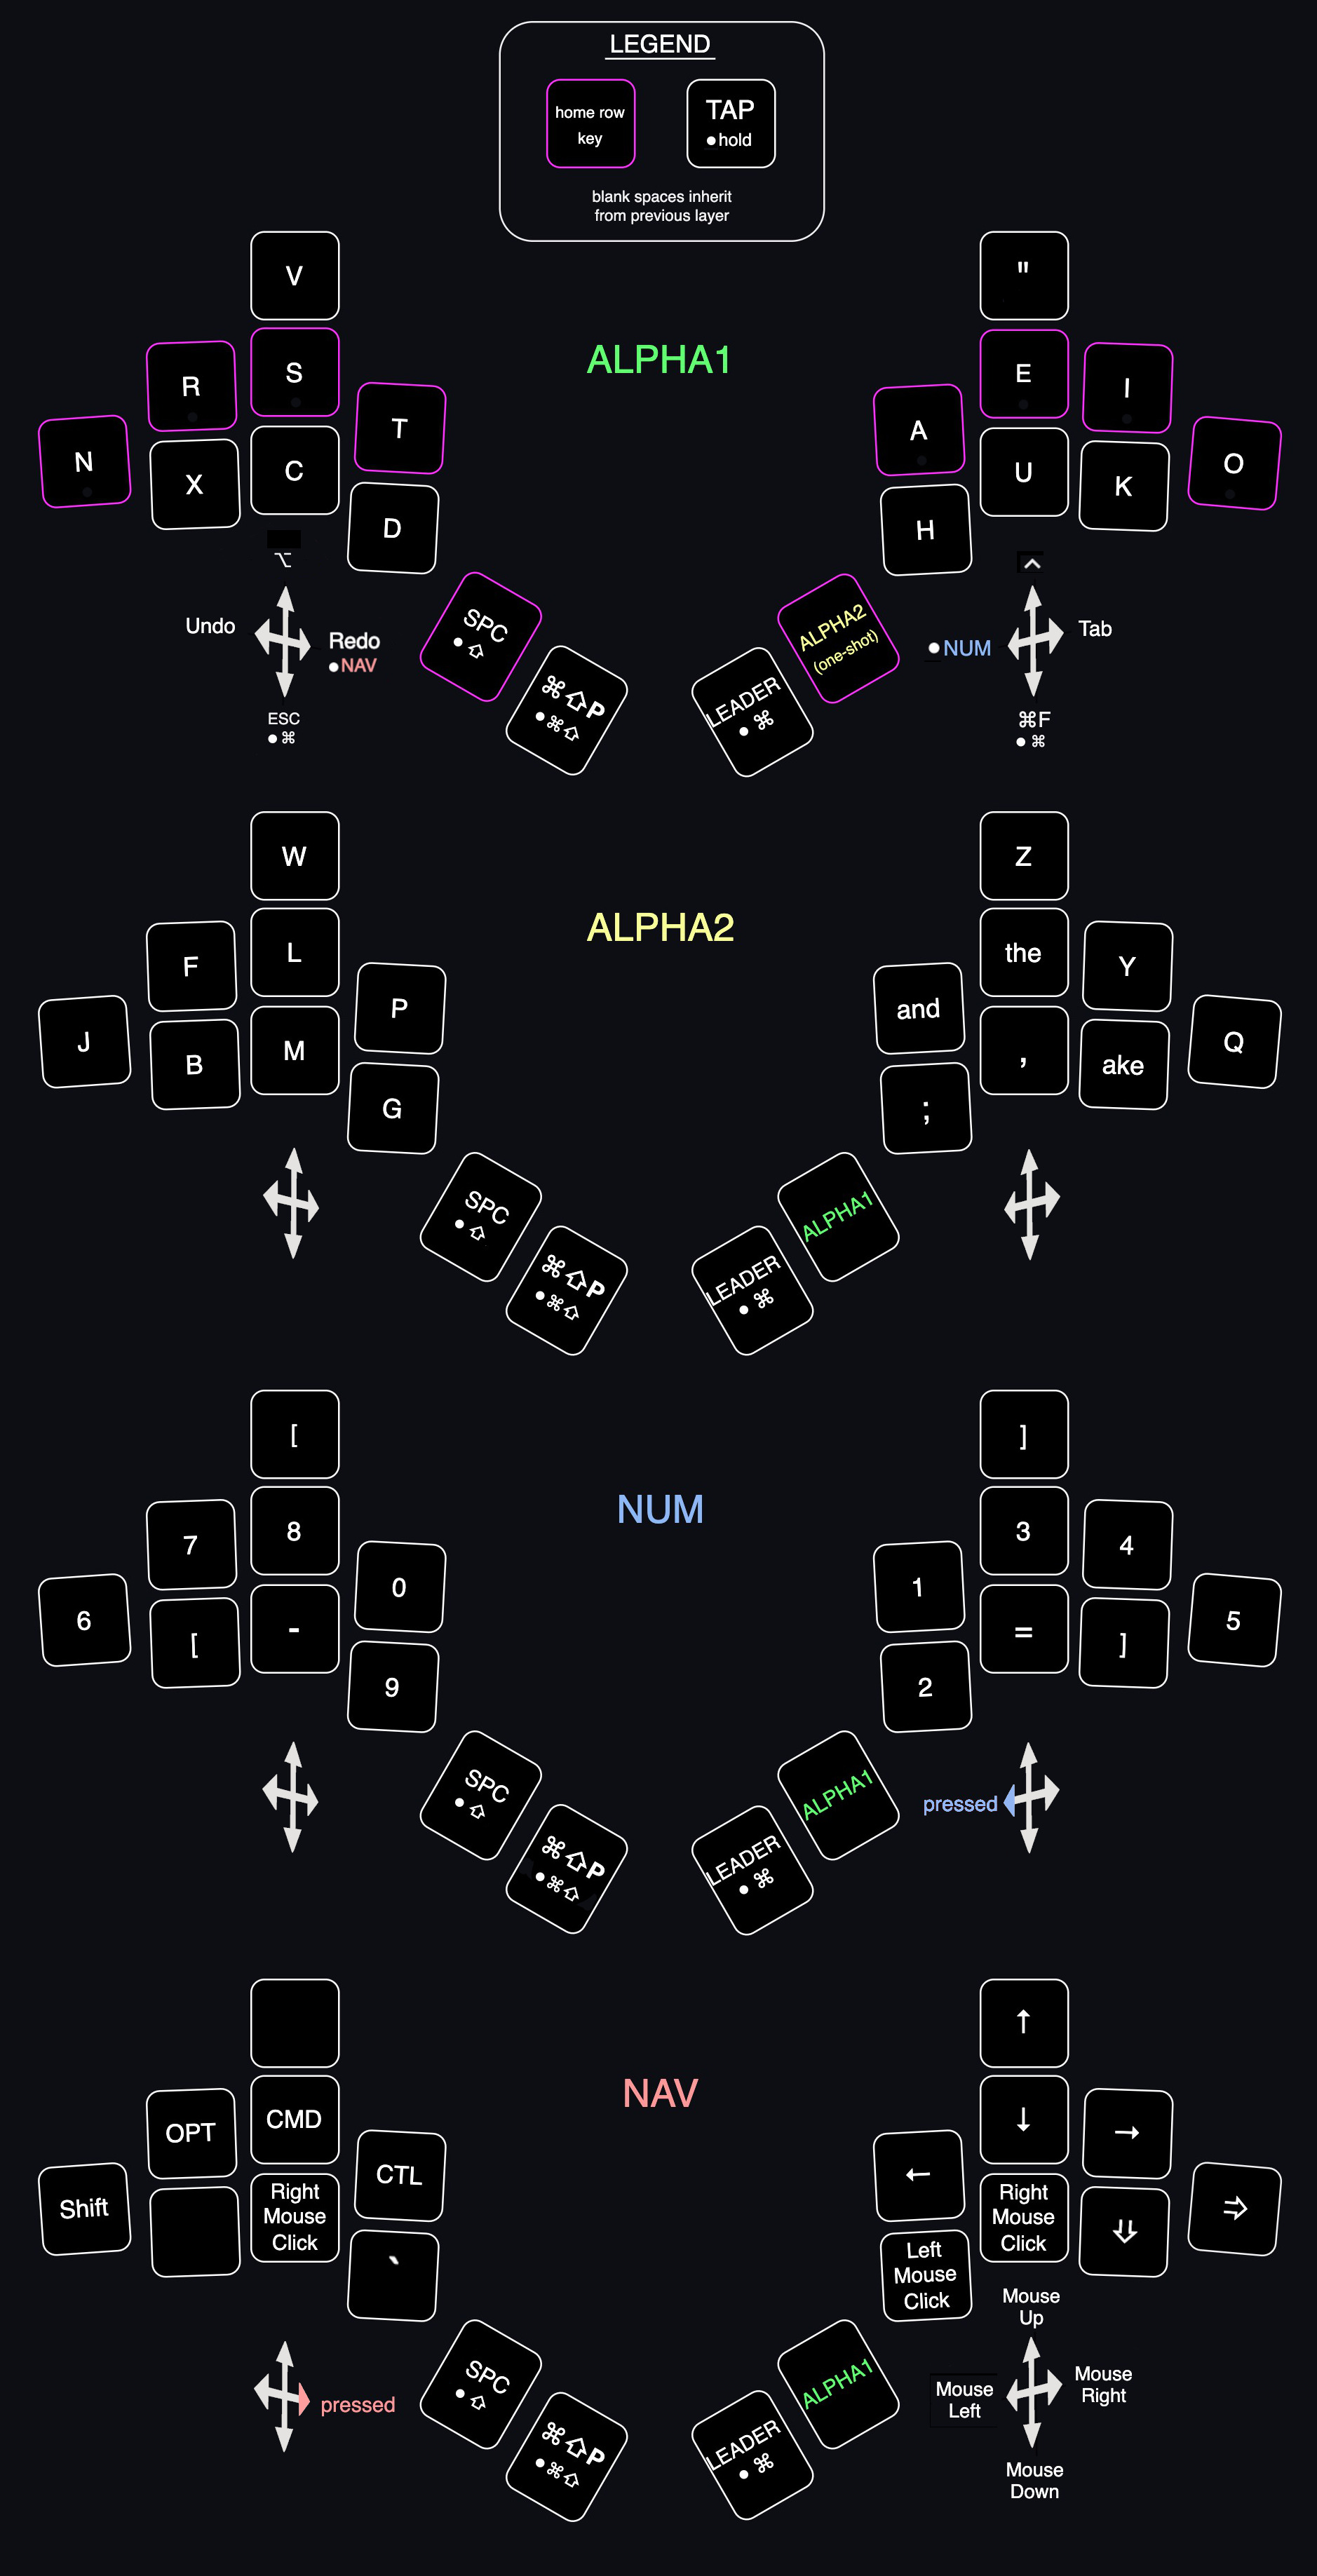 LEGEND
home row
key
TAP
●hold
blank spaces inherit
from previous layer
ALPHA1
V
R
S
N
X
C
T
D
"
E
I
A
U
K
O
H
⌥
Undo
Redo
●NAV
ESC
●⌘
SPC
●⇧
⌘⇧P
●⌘⇧
ALPHA2
(one-shot)
LEADER
●⌘
^
●NUM
Tab
⌘F
●⌘
ALPHA2
W
F
L
J
B
M
P
G
Z
the
Y
and
,
ake
Q
;
SPC
●⇧
⌘⇧P
●⌘⇧
ALPHA1
LEADER
●⌘
NUM
[
7
8
6
[
-
0
9
]
3
4
1
=
]
5
2
SPC
●⇧
⌘⇧P
●⌘⇧
ALPHA1
LEADER
●⌘
pressed
NAV
OPT
CMD
Shift
Right
Mouse
Click
CTL
`
↑
↓
→
←
Right
Mouse
Click
⇓
⇒
Left
Mouse
Click
pressed
SPC
●⇧
⌘⇧P
●⌘⇧
ALPHA1
LEADER
●⌘
Mouse
Up
Mouse
Left
Mouse
Right
Mouse
Down